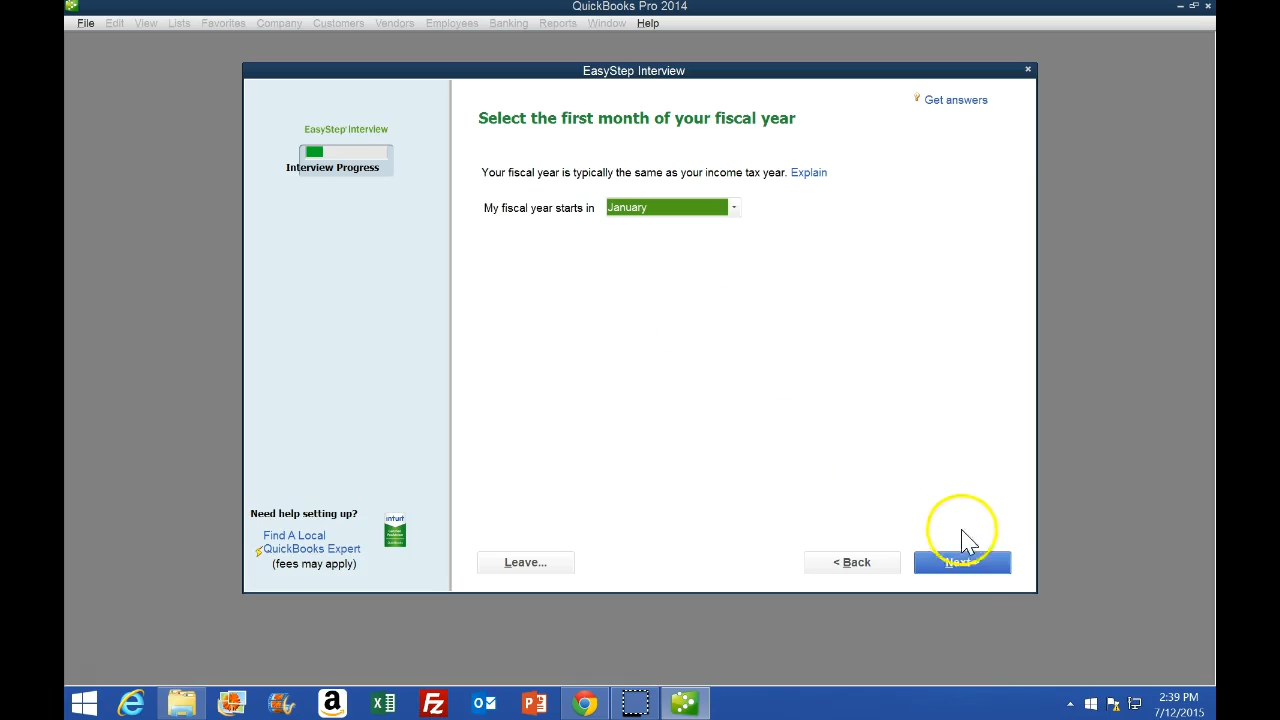 QuickBooks Pro 2014
File Edit View Lists Favorites Company Customers Vendors Employees Banking Reports Window Help
EasyStep Interview
Get answers
Select the first month of your fiscal year
EasyStep Interview
Interview Progress
Your fiscal year is typically the same as your income tax year. Explain
My fiscal year starts in January
Need help setting up?
intuit
Find A Local
QuickBooks Expert
(fees may apply)
Leave...
< Back
Next
2:39 PM
7/12/2015